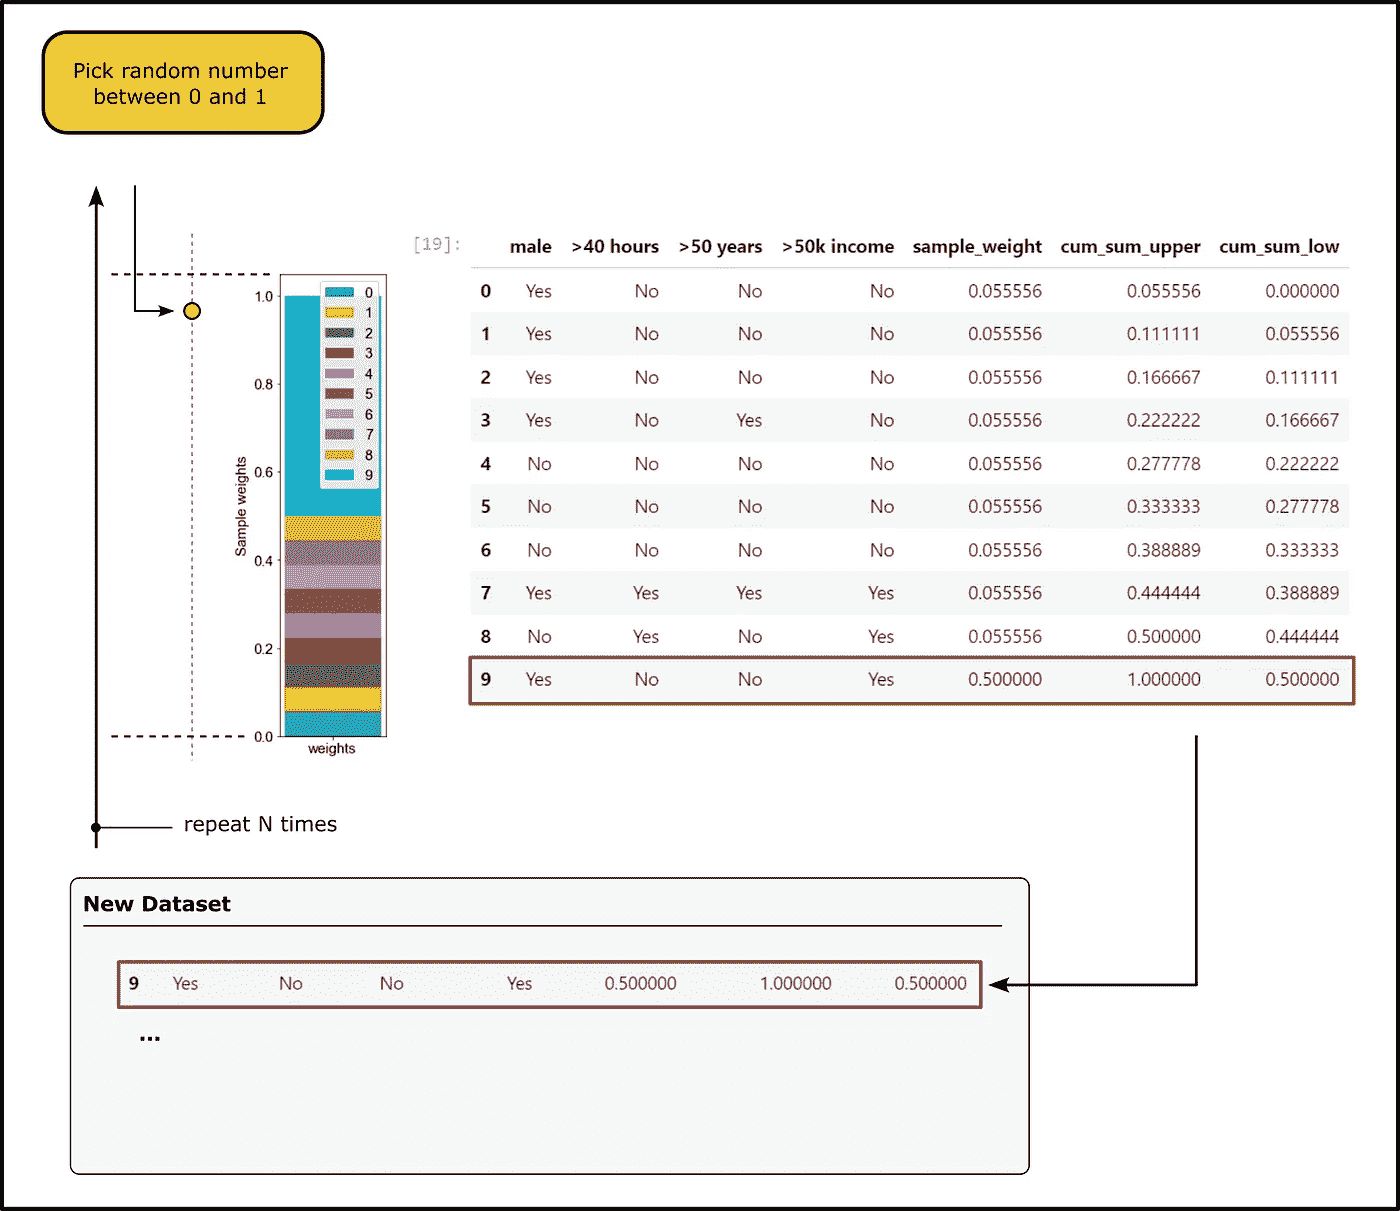 Pick random number
between 0 and 1
1.0
0.8
0.6
0.4
0.2
0.0
Sample weights
weights
0
1
2
3
4
5
6
7
8
9
[19]:
male >40 hours >50 years >50k income sample_weight cum_sum_upper cum_sum_low
0 Yes No No No 0.055556 0.055556 0.000000
1 Yes No No No 0.055556 0.111111 0.055556
2 Yes No No No 0.055556 0.166667 0.111111
3 Yes No Yes No 0.055556 0.222222 0.166667
4 No No No No 0.055556 0.277778 0.222222
5 No No No No 0.055556 0.333333 0.277778
6 No No No No 0.055556 0.388889 0.333333
7 Yes Yes Yes Yes 0.055556 0.444444 0.388889
8 No Yes No Yes 0.055556 0.500000 0.444444
9 Yes No No Yes 0.500000 1.000000 0.500000
repeat N times
New Dataset
9 Yes No No Yes 0.500000 1.000000 0.500000
...